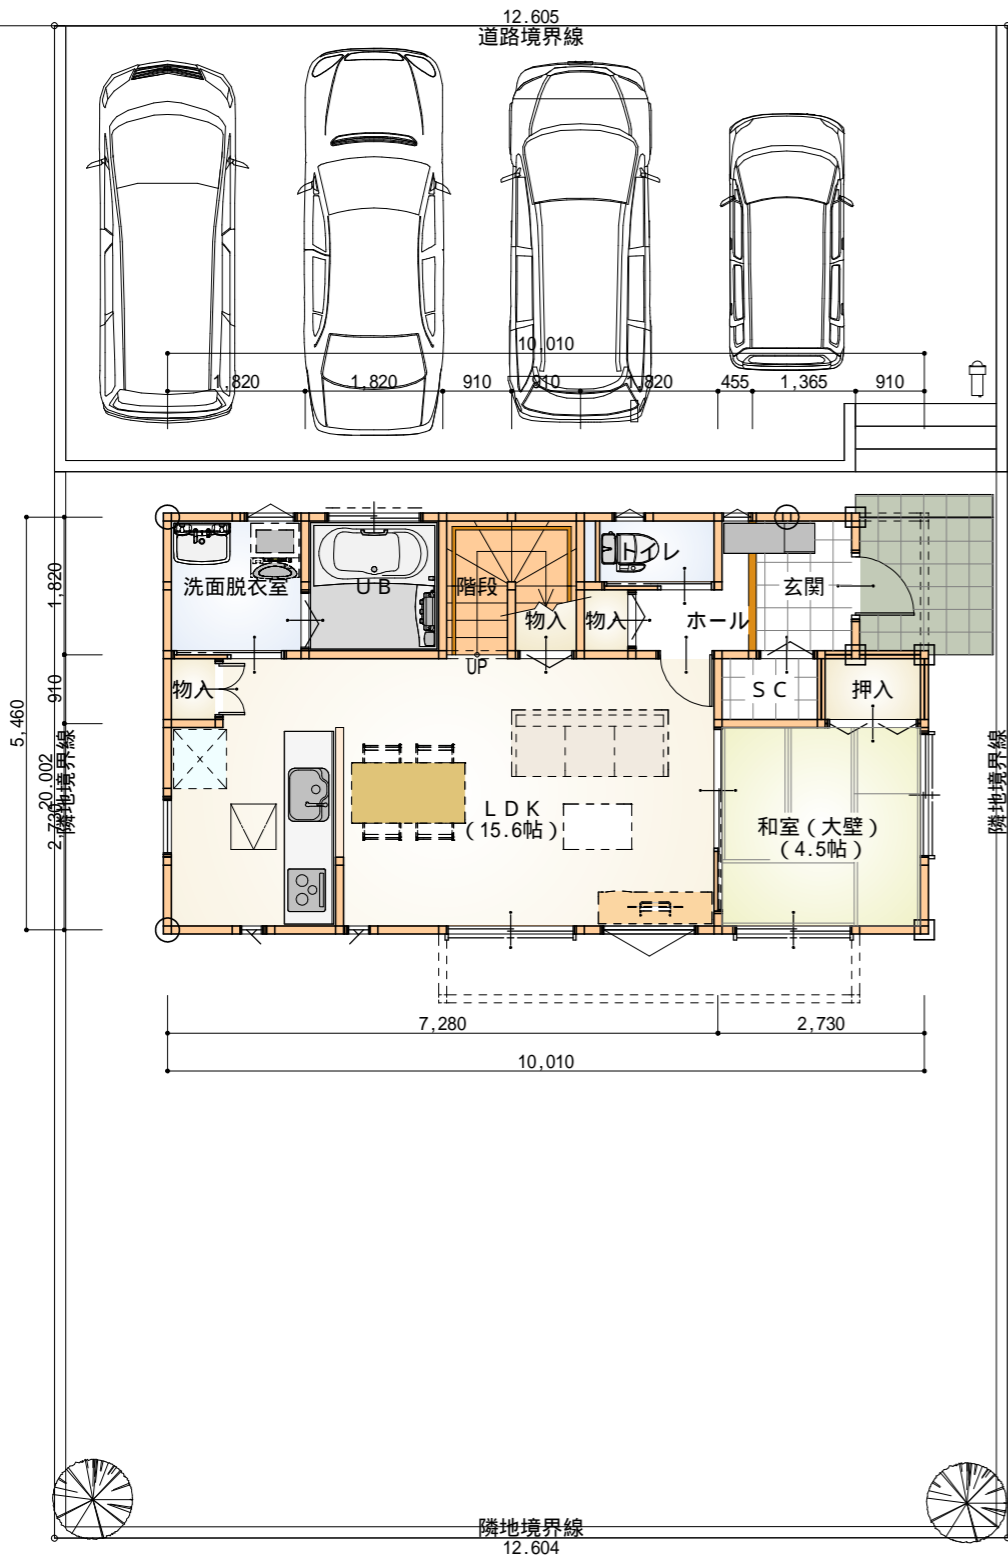 12.605
道路境界線
10,010
1,820
1,820
910
910
1,820
455
1,365
910
トイレ
洗面脱衣室
ＵＢ
階段
物入
物入
ホール
玄関
UP
物入
ＳＣ
押入
1,820
910
2,730
5,460
20.002
隣地境界線
隣地境界線
ＬＤＫ
（15.6帖）
和室（大壁）
（4.5帖）
7,280
2,730
10,010
隣地境界線
12.604